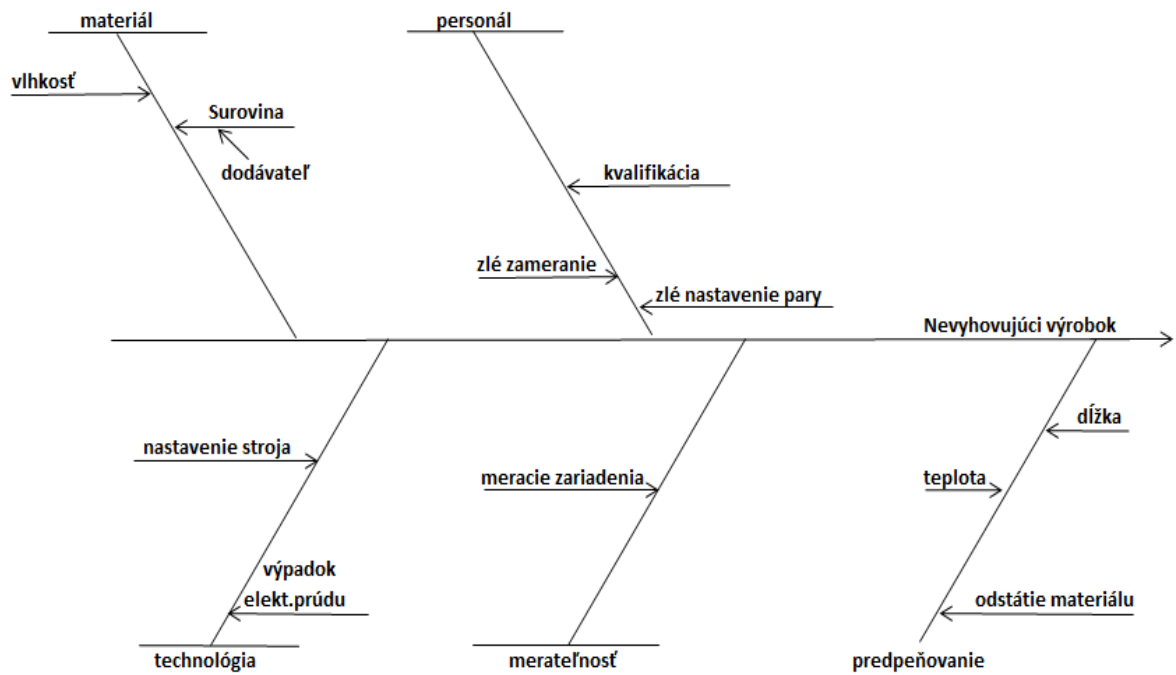 materiál
personál
vlhkosť
Surovina
dodávateľ
kvalifikácia
zlé zameranie
zlé nastavenie pary
Nevyhovujúci výrobok
dĺžka
nastavenie stroja
meracie zariadenia
teplota
výpadok
elekt.prúdu
odstátie materiálu
technológia
merateľnosť
predpeňovanie